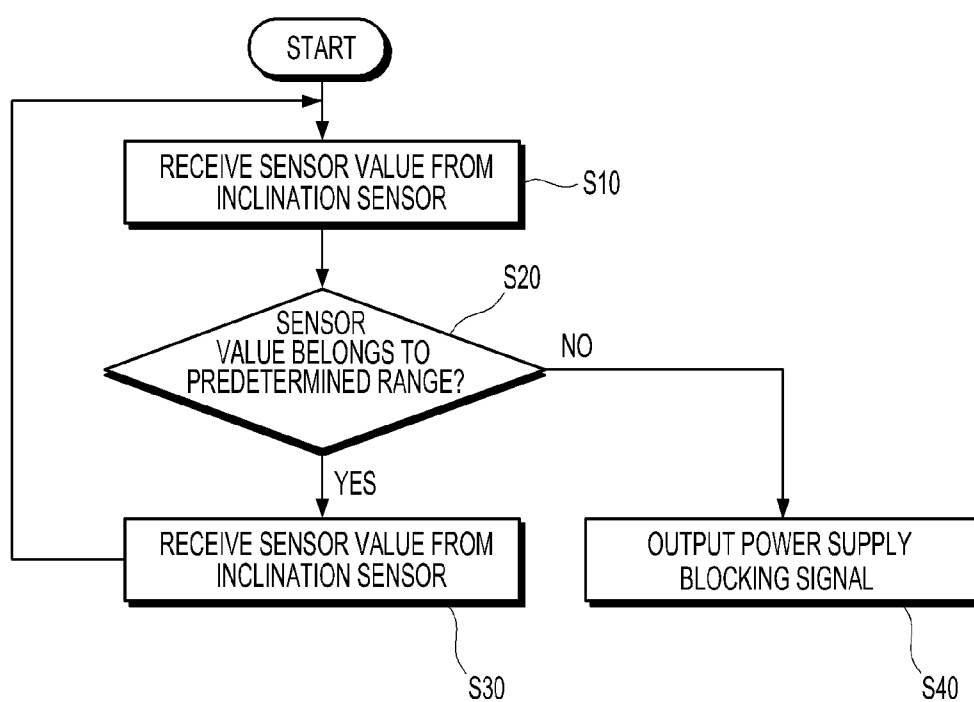 START
RECEIVE SENSOR VALUE FROM
INCLINATION SENSOR
S10
S20
SENSOR
VALUE BELONGS TO
PREDETERMINED RANGE?
NO
YES
RECEIVE SENSOR VALUE FROM
INCLINATION SENSOR
OUTPUT POWER SUPPLY
BLOCKING SIGNAL
S30
S40